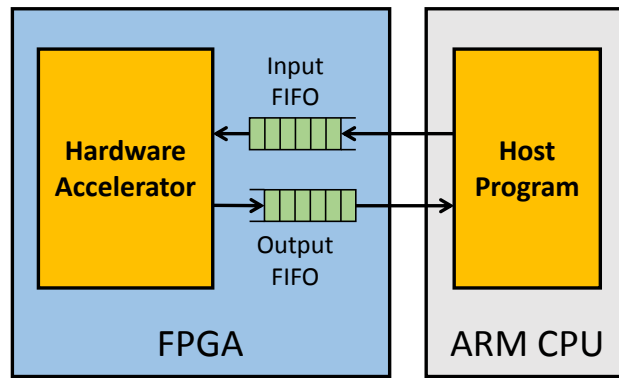 Input
FIFO
Hardware
Accelerator
Host
Program
Output
FIFO
FPGA
ARM CPU